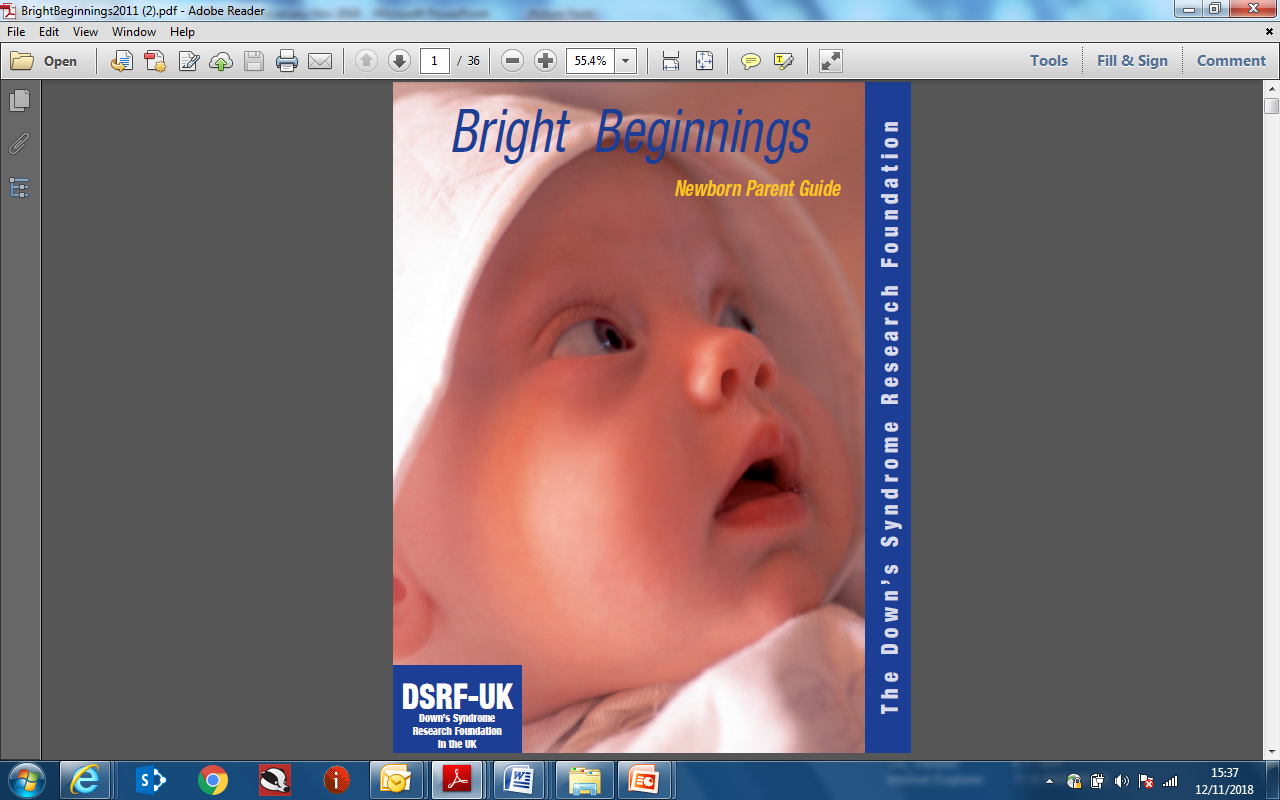 BrightBeginnings2011 (2).pdf - Adobe Reader
File Edit View Window Help
Open 1 / 36 55.4% Tools Fill & Sign Comment
Bright Beginnings
Newborn Parent Guide
The Down's Syndrome Research Foundation
DSRF-UK
Down's Syndrome
Research Foundation
in the UK
15:37
12/11/2018